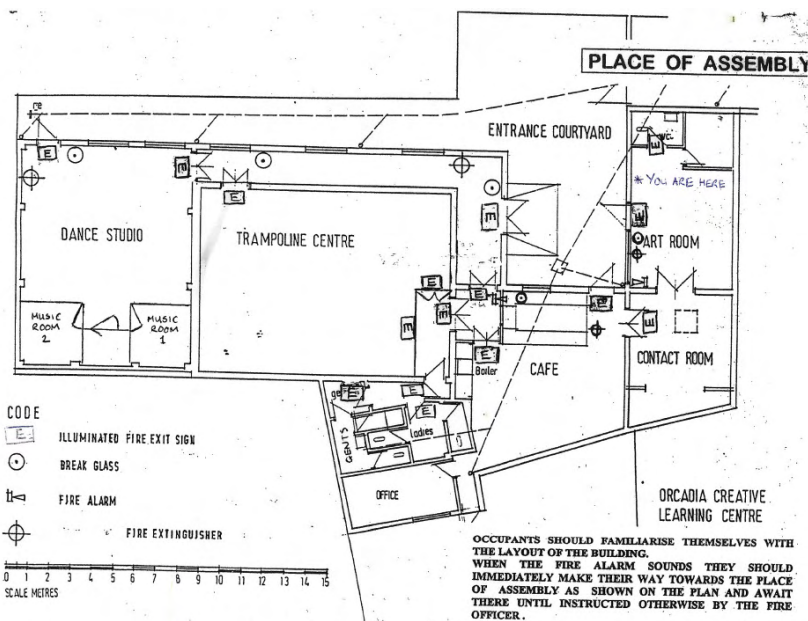 PLACE OF ASSEMBLY
ENTRANCE COURTYARD
WC
E
* YOU ARE HERE
E
E
E
E
DANCE STUDIO
TRAMPOLINE CENTRE
E
E
ART ROOM
MUSIC
ROOM
2
MUSIC
ROOM
1
E
E
E
E
E
E
E
Boiler
CAFE
CONTACT ROOM
E
E
E
GENTS
Ladies
OFFICE
CODE
E ILLUMINATED FIRE EXIT SIGN
BREAK GLASS
FIRE ALARM
FIRE EXTINGUISHER
0 1 2 3 4 5 6 7 8 9 10 11 12 13 14 15
SCALE METRES
ORCADIA CREATIVE
LEARNING CENTRE
OCCUPANTS SHOULD FAMILIARISE THEMSELVES WITH
THE LAYOUT OF THE BUILDING.
WHEN THE FIRE ALARM SOUNDS THEY SHOULD
IMMEDIATELY MAKE THEIR WAY TOWARDS THE PLACE
OF ASSEMBLY AS SHOWN ON THE PLAN AND AWAIT
THERE UNTIL INSTRUCTED OTHERWISE BY THE FIRE
OFFICER.